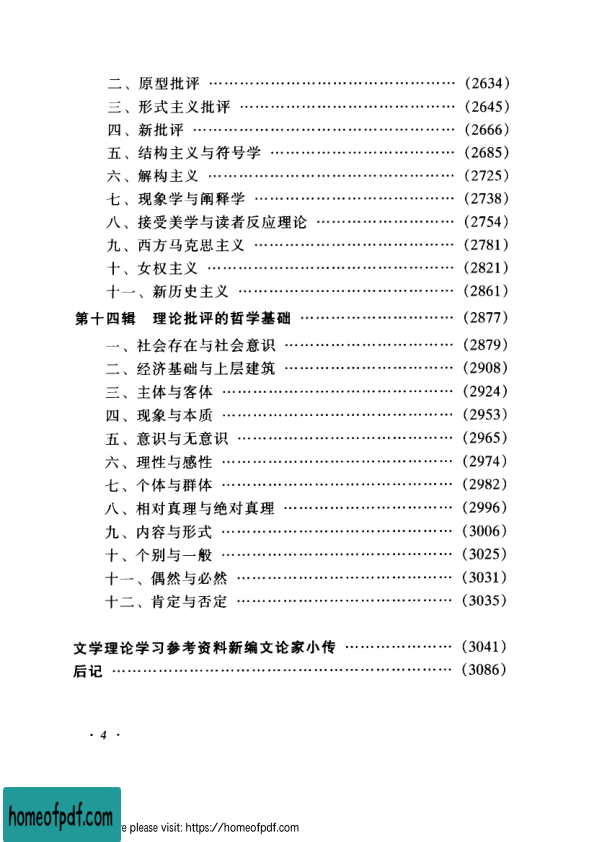 二、原型批评 …………………………………………… (2634)
三、形式主义批评 ……………………………………… (2645)
四、新批评 ……………………………………………… (2666)
五、结构主义与符号学 ………………………………… (2685)
六、解构主义 …………………………………………… (2725)
七、现象学与阐释学 …………………………………… (2738)
八、接受美学与读者反应理论 ………………………… (2754)
九、西方马克思主义 …………………………………… (2781)
十、女权主义 …………………………………………… (2821)
十一、新历史主义 ……………………………………… (2861)
第十四辑 理论批评的哲学基础 ………………………… (2877)
一、社会存在与社会意识 ……………………………… (2879)
二、经济基础与上层建筑 ……………………………… (2908)
三、主体与客体 ………………………………………… (2924)
四、现象与本质 ………………………………………… (2953)
五、意识与无意识 ……………………………………… (2965)
六、理性与感性 ………………………………………… (2974)
七、个体与群体 ………………………………………… (2982)
八、相对真理与绝对真理 ……………………………… (2996)
九、内容与形式 ………………………………………… (3006)
十、个别与一般 ………………………………………… (3025)
十一、偶然与必然 ……………………………………… (3031)
十二、肯定与否定 ……………………………………… (3035)
文学理论学习参考资料新编文论家小传 ………………… (3041)
后记 ……………………………………………………… (3086)
· 4 ·
homeofpdf.com
re please visit: https://homeofpdf.com